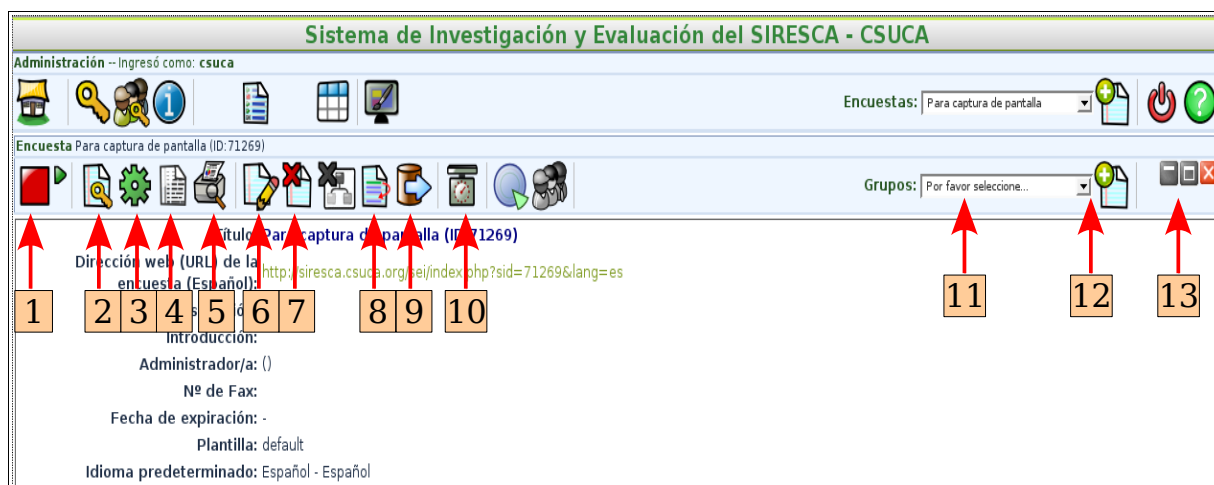 Sistema de Investigación y Evaluación del SIRESCA - CSUCA
Administración -- Ingresó como: csuca
Encuestas: Para captura de pantalla
Encuesta Para captura de pantalla (ID:71269)
Grupos: Por favor seleccione...
Título Para captura de pantalla (ID:71269)
Dirección web (URL) de la
encuesta (Español):
http://siresca.csuca.org/sei/index.php?sid=71269&lang=es
1 2 3 4 5 6 7 8 9 10 11 12 13
Introducción:
Administrador/a: ()
Nº de Fax:
Fecha de expiración: -
Plantilla: default
Idioma predeterminado: Español - Español